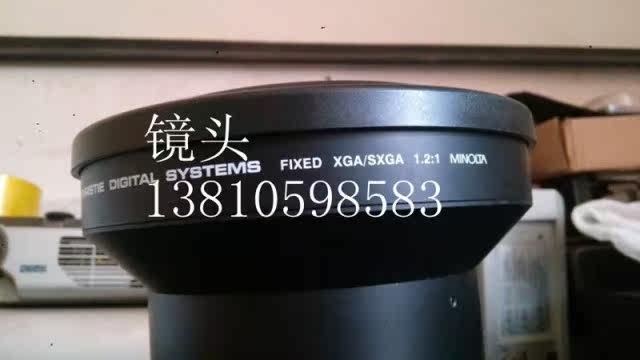 镜头
DIGITAL SYSTEMS FIXED XGA/SXGA 1.2:1 MINOLTA
13810598583